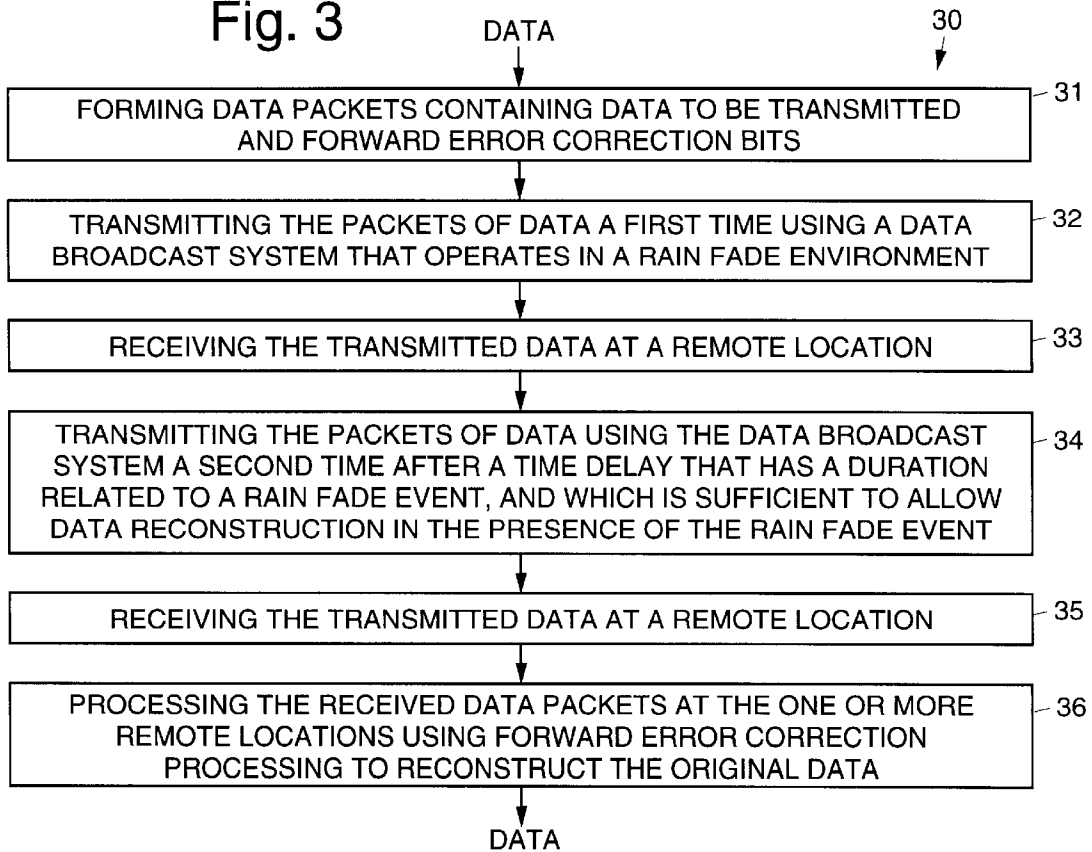 Fig. 3
DATA
30
FORMING DATA PACKETS CONTAINING DATA TO BE TRANSMITTED
AND FORWARD ERROR CORRECTION BITS
31
TRANSMITTING THE PACKETS OF DATA A FIRST TIME USING A DATA
BROADCAST SYSTEM THAT OPERATES IN A RAIN FADE ENVIRONMENT
32
RECEIVING THE TRANSMITTED DATA AT A REMOTE LOCATION
33
TRANSMITTING THE PACKETS OF DATA USING THE DATA BROADCAST
SYSTEM A SECOND TIME AFTER A TIME DELAY THAT HAS A DURATION
RELATED TO A RAIN FADE EVENT, AND WHICH IS SUFFICIENT TO ALLOW
DATA RECONSTRUCTION IN THE PRESENCE OF THE RAIN FADE EVENT
34
RECEIVING THE TRANSMITTED DATA AT A REMOTE LOCATION
35
PROCESSING THE RECEIVED DATA PACKETS AT THE ONE OR MORE
REMOTE LOCATIONS USING FORWARD ERROR CORRECTION
PROCESSING TO RECONSTRUCT THE ORIGINAL DATA
36
DATA